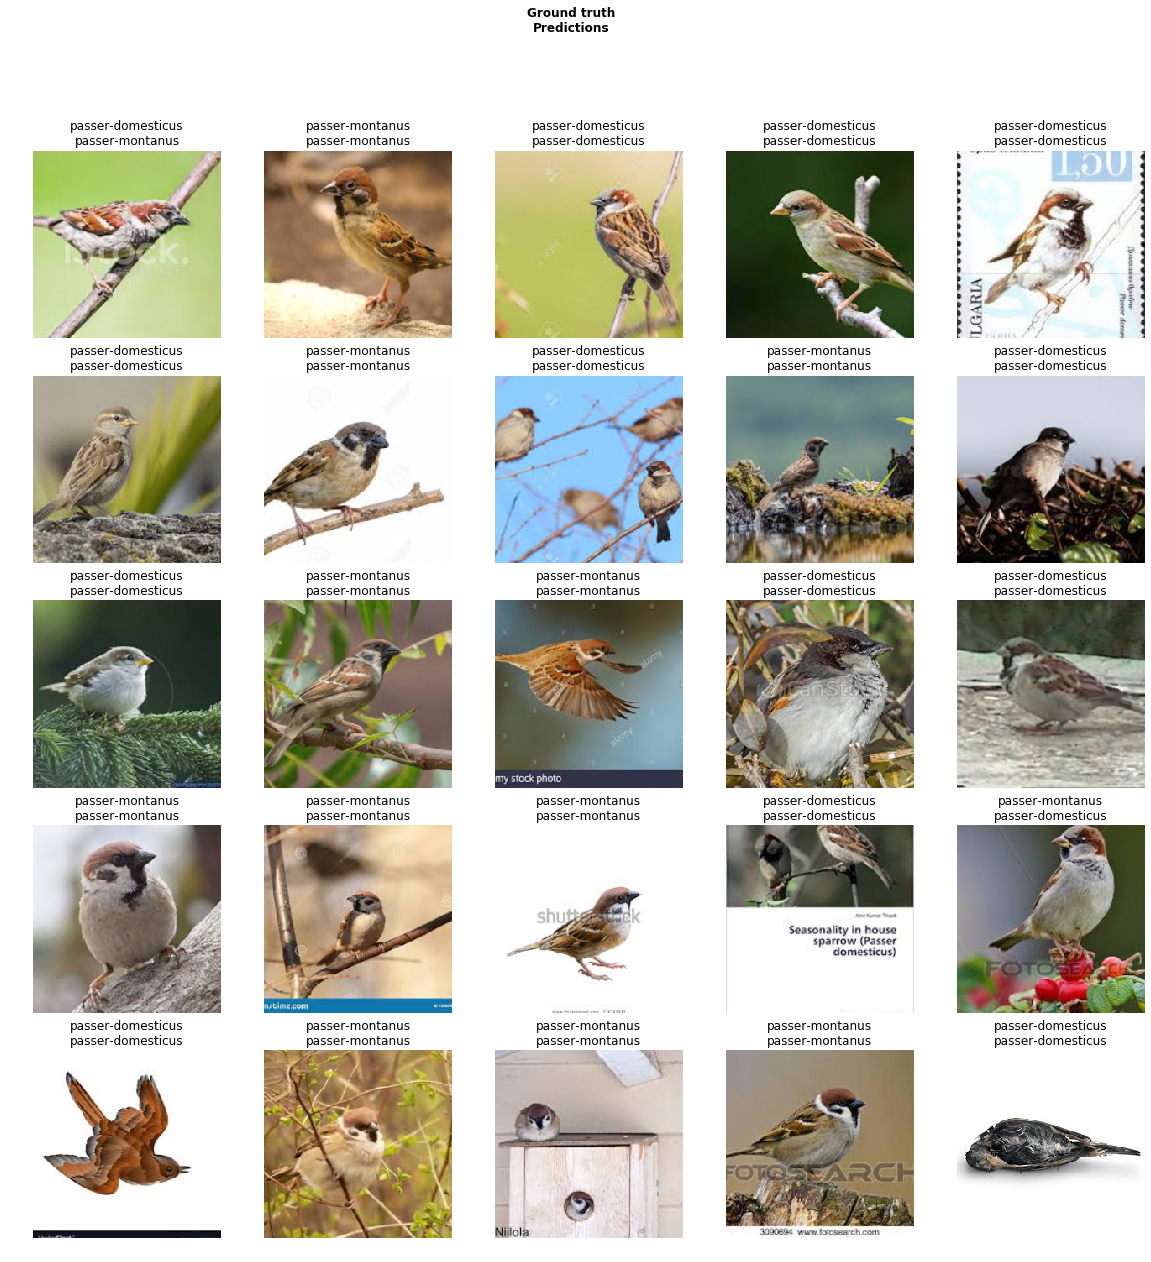 Ground truth
Predictions
passer-domesticus
passer-montanus
passer-montanus
passer-montanus
passer-domesticus
passer-domesticus
passer-domesticus
passer-domesticus
passer-domesticus
passer-domesticus
iStock.
1,50
LGARIA
passer-domesticus
passer-domesticus
passer-montanus
passer-montanus
passer-domesticus
passer-domesticus
passer-montanus
passer-montanus
passer-domesticus
passer-domesticus
passer-domesticus
passer-domesticus
passer-montanus
passer-montanus
passer-montanus
passer-montanus
passer-domesticus
passer-domesticus
passer-domesticus
passer-domesticus
a
alamy
alamy
my stock photo
passer-montanus
passer-montanus
passer-montanus
passer-montanus
passer-montanus
passer-montanus
passer-domesticus
passer-domesticus
passer-montanus
passer-domesticus
shutterstock
Seasonality in house
sparrow (Passer
domesticus)
FOTOSEARCH
passer-domesticus
passer-domesticus
passer-montanus
passer-montanus
passer-montanus
passer-montanus
passer-montanus
passer-montanus
passer-domesticus
passer-domesticus
Niilola
FOTOSEARCH
3090694 www.fotosearch.com